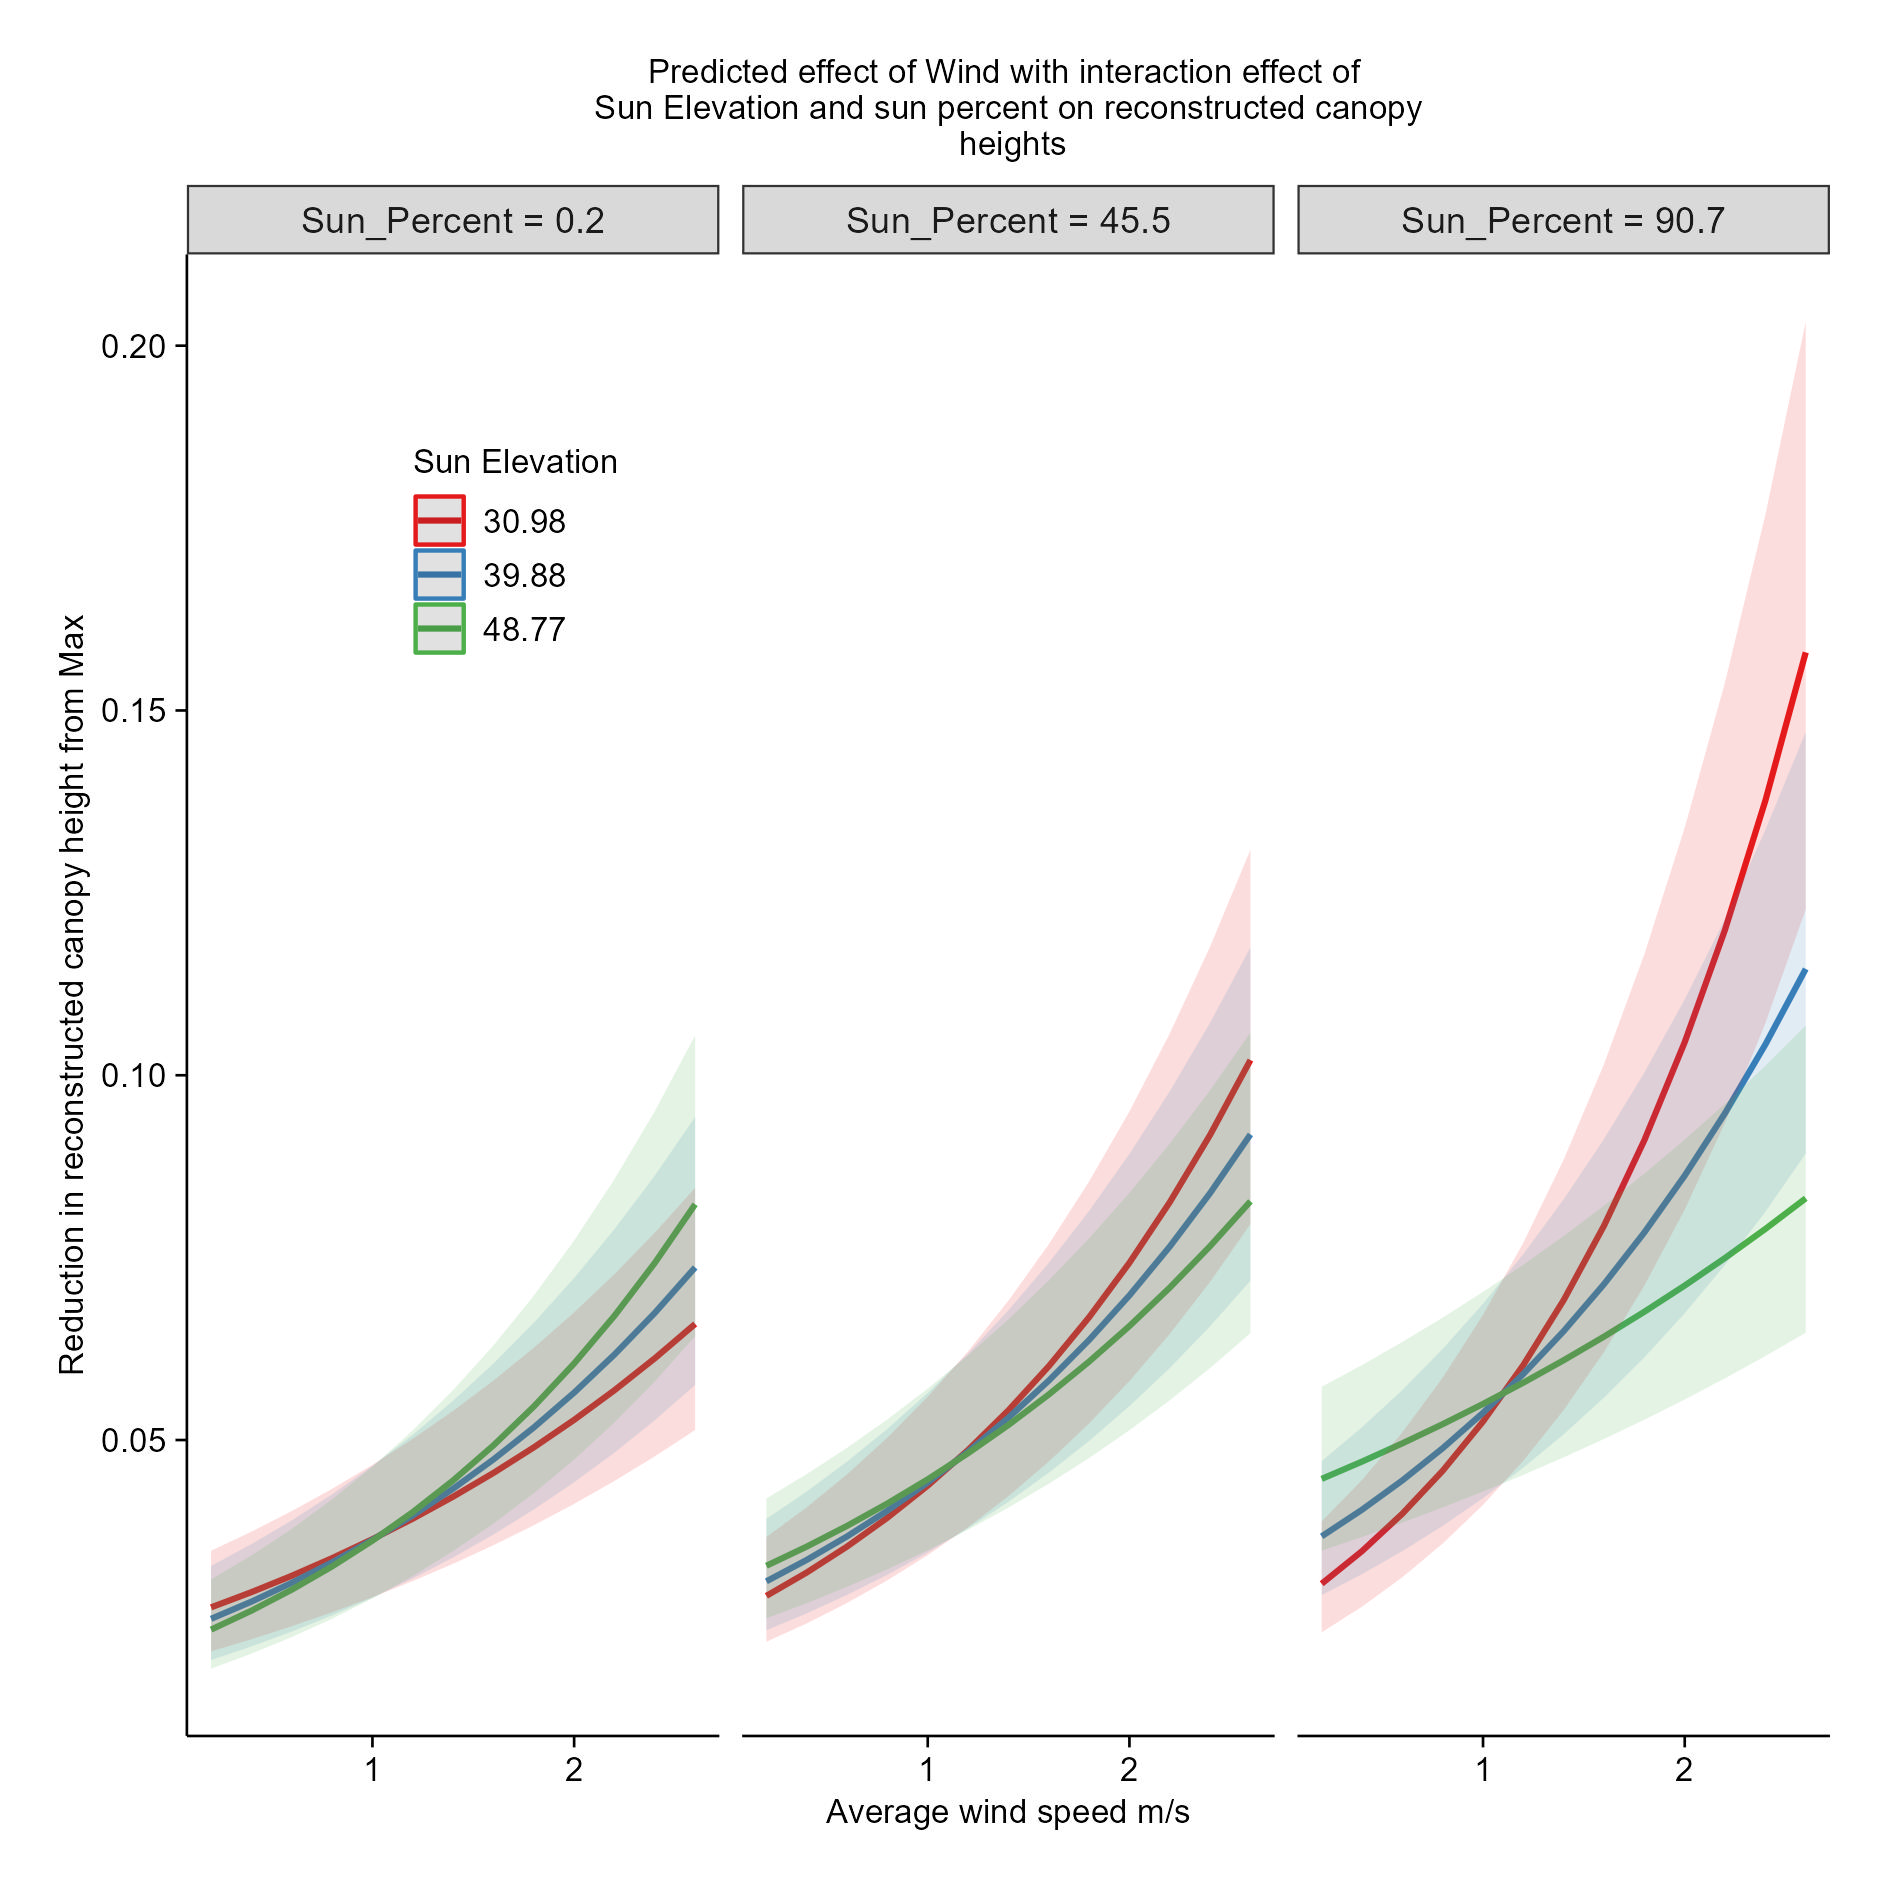 Predicted effect of Wind with interaction effect of
Sun Elevation and sun percent on reconstructed canopy
heights
Sun_Percent = 0.2
Sun_Percent = 45.5
Sun_Percent = 90.7
Reduction in reconstructed canopy height from Max
0.20
0.15
0.10
0.05
Sun Elevation
30.98
39.88
48.77
1
2
1
2
1
2
Average wind speed m/s